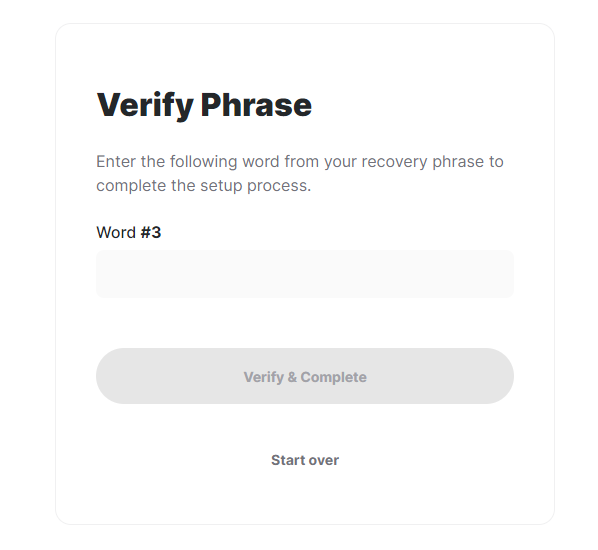 Verify Phrase
Enter the following word from your recovery phrase to
complete the setup process.
Word #3
Verify & Complete
Start over